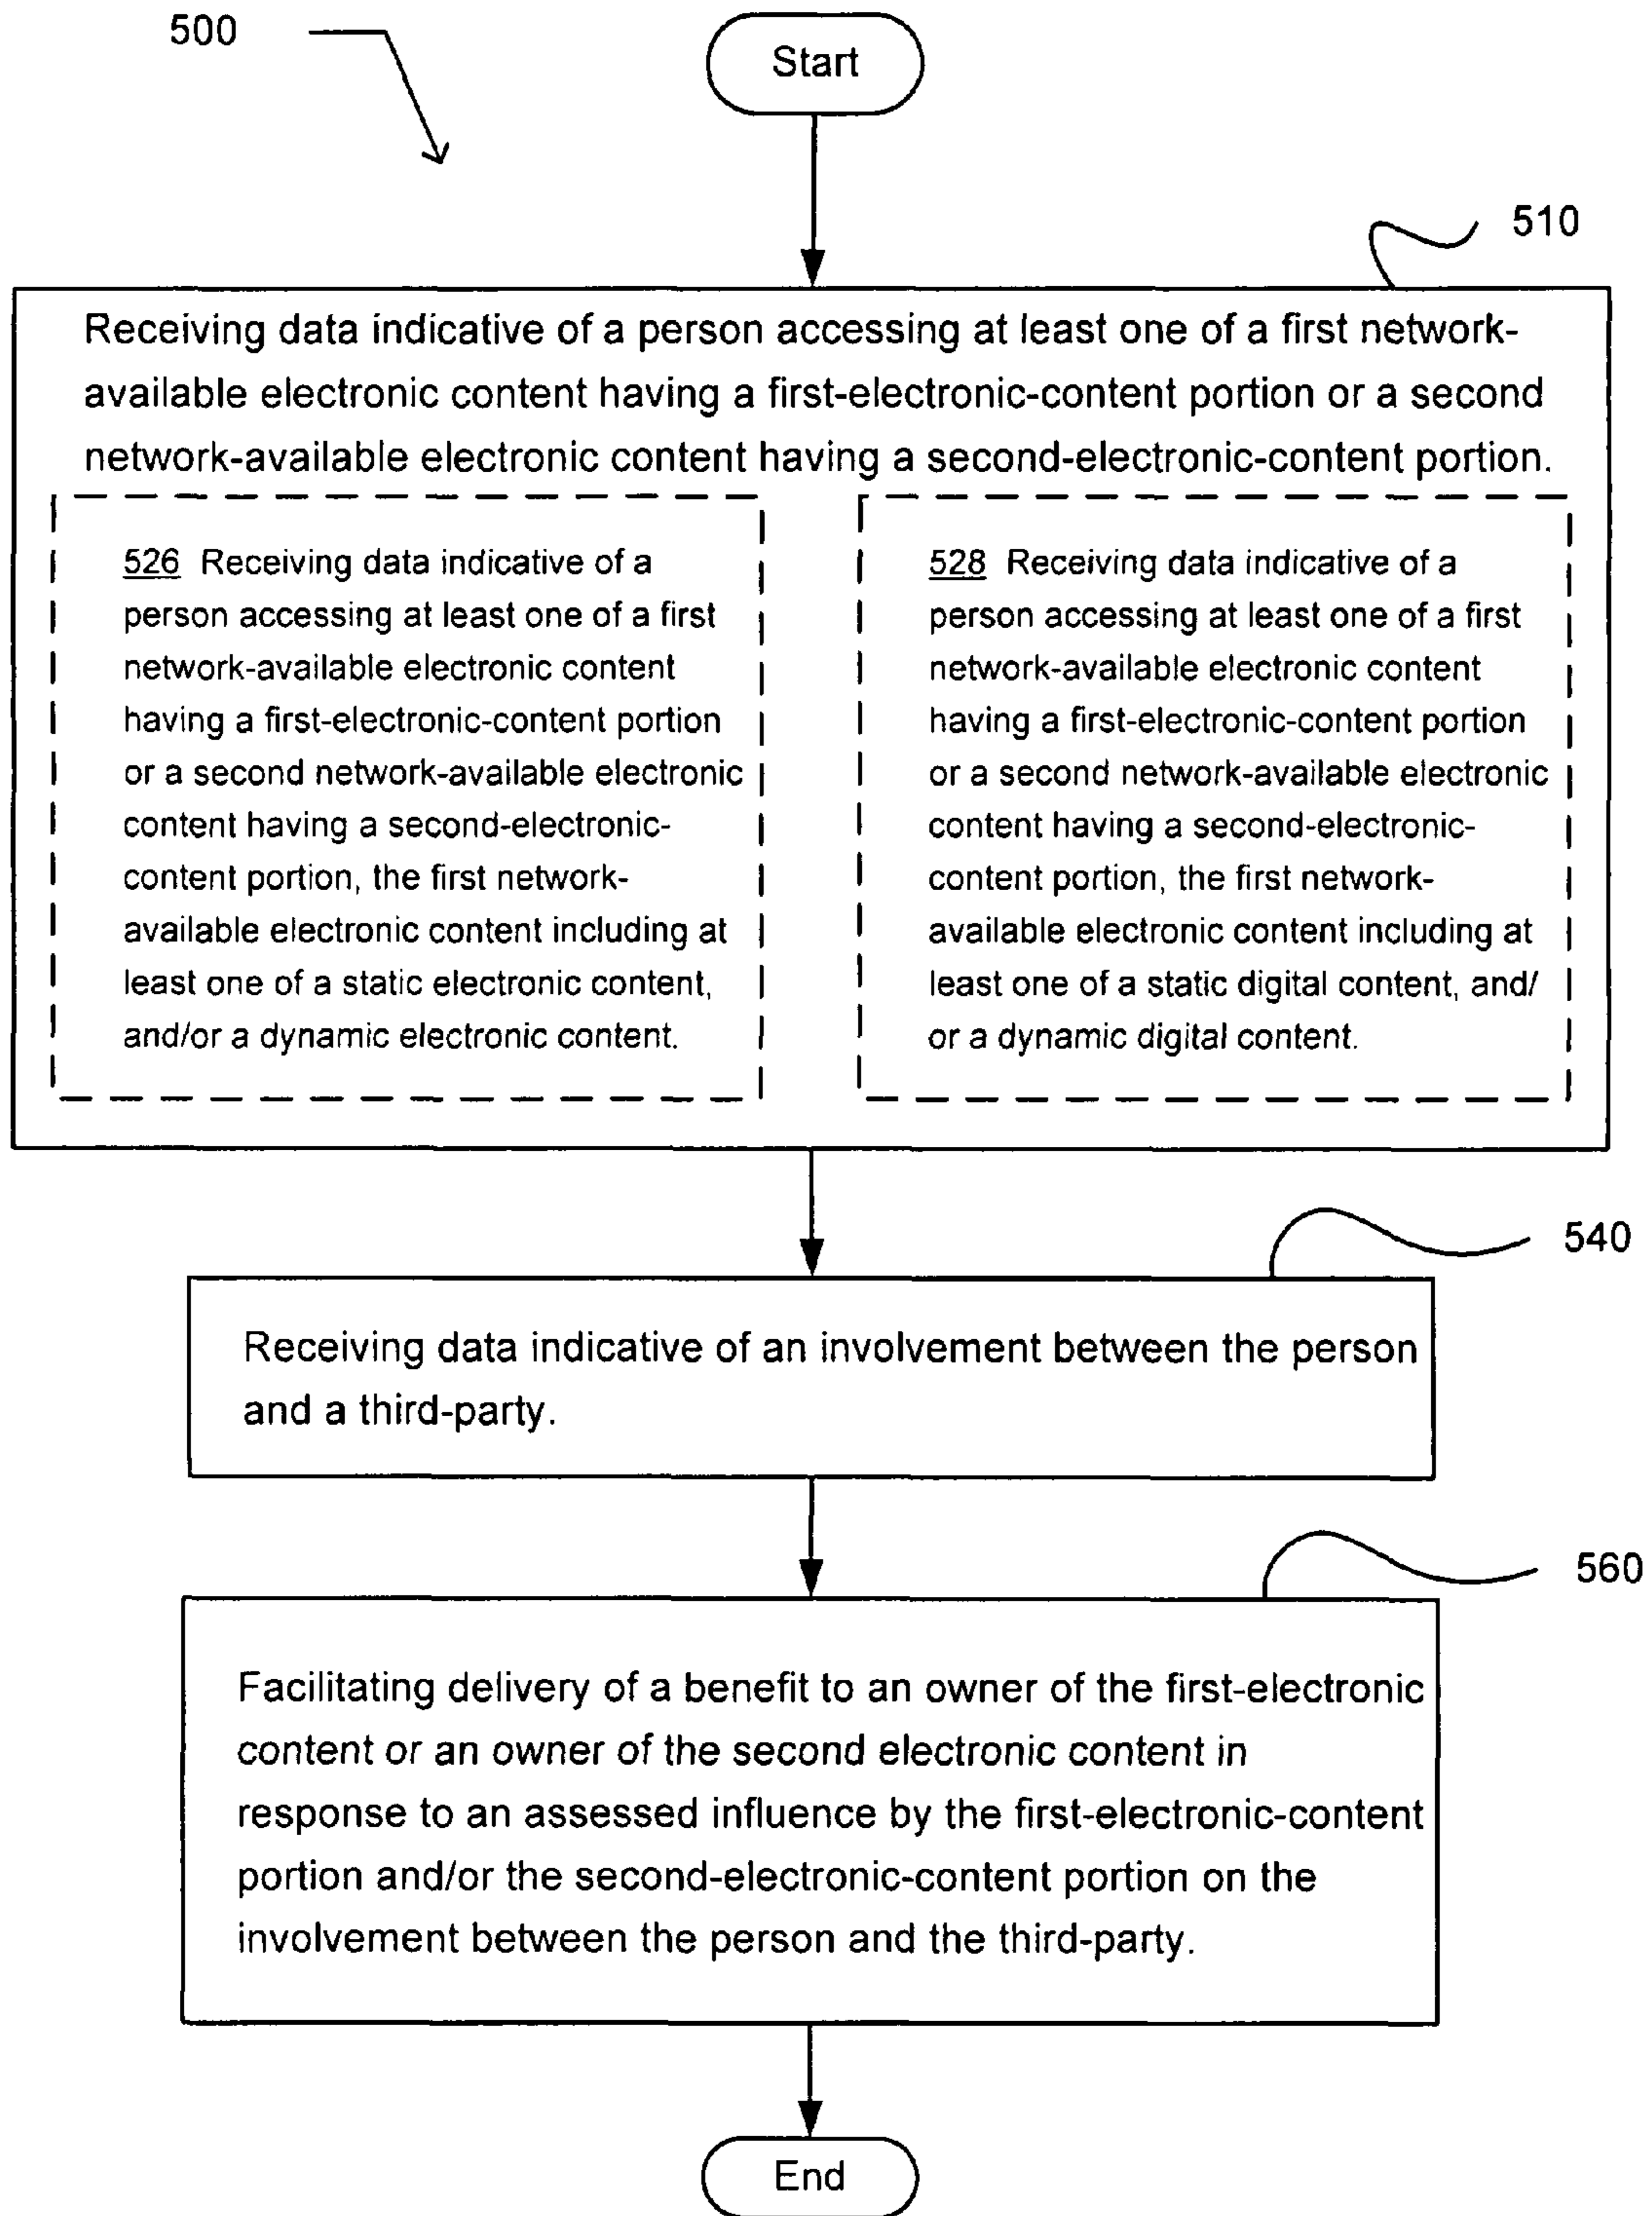 500
Start
510
Receiving data indicative of a person accessing at least one of a first network-
available electronic content having a first-electronic-content portion or a second
network-available electronic content having a second-electronic-content portion.
526 Receiving data indicative of a
person accessing at least one of a first
network-available electronic content
having a first-electronic-content portion
or a second network-available electronic
content having a second-electronic-
content portion, the first network-
available electronic content including at
least one of a static electronic content,
and/or a dynamic electronic content.
528 Receiving data indicative of a
person accessing at least one of a first
network-available electronic content
having a first-electronic-content portion
or a second network-available electronic
content having a second-electronic-
content portion, the first network-
available electronic content including at
least one of a static digital content, and/
or a dynamic digital content.
540
Receiving data indicative of an involvement between the person
and a third-party.
560
Facilitating delivery of a benefit to an owner of the first-electronic
content or an owner of the second electronic content in
response to an assessed influence by the first-electronic-content
portion and/or the second-electronic-content portion on the
involvement between the person and the third-party.
End